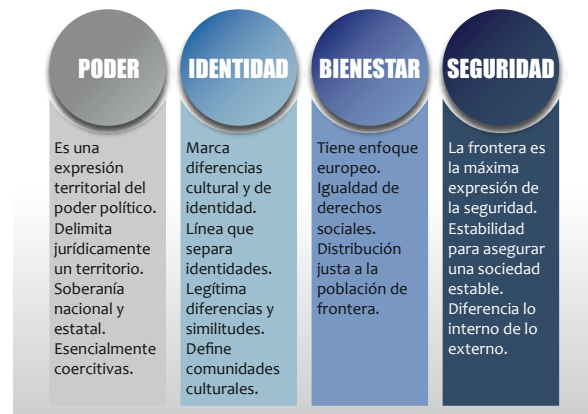 PODER
Es una
expresión
territorial del
poder político.
Delimita
jurídicamente
un territorio.
Soberanía
nacional y
estatal.
Esencialmente
coercitivas.
IDENTIDAD
Marca
diferencias
cultural y de
identidad.
Línea que
separa
identidades.
Legítima
diferencias y
similitudes.
Define
comunidades
culturales.
BIENESTAR
Tiene enfoque
europeo.
Igualdad de
derechos
sociales.
Distribución
justa a la
población de
frontera.
SEGURIDAD
La frontera es
la máxima
expresión de
la seguridad.
Estabilidad
para asegurar
una sociedad
estable.
Diferencia lo
interno de lo
externo.